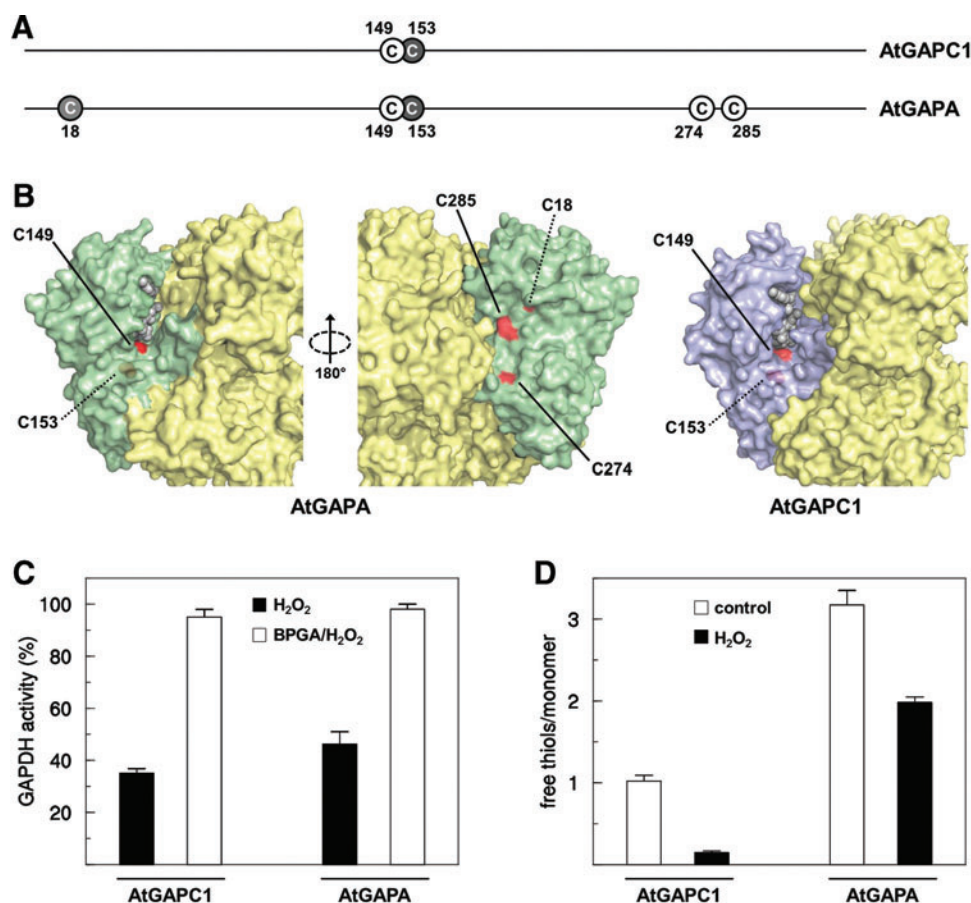 A
149 153
C C
AtGAPC1
C C C C C
AtGAPA
18 149 153 274 285
B
C149
C153
180°
C285
C18
C274
C149
C153
AtGAPA
AtGAPC1
C
GAPDH activity (%)
100
80
60
40
20
H₂O₂
BPGA/H₂O₂
AtGAPC1 AtGAPA
D
free thiols/monomer
3
2
1
control
H₂O₂
AtGAPC1 AtGAPA